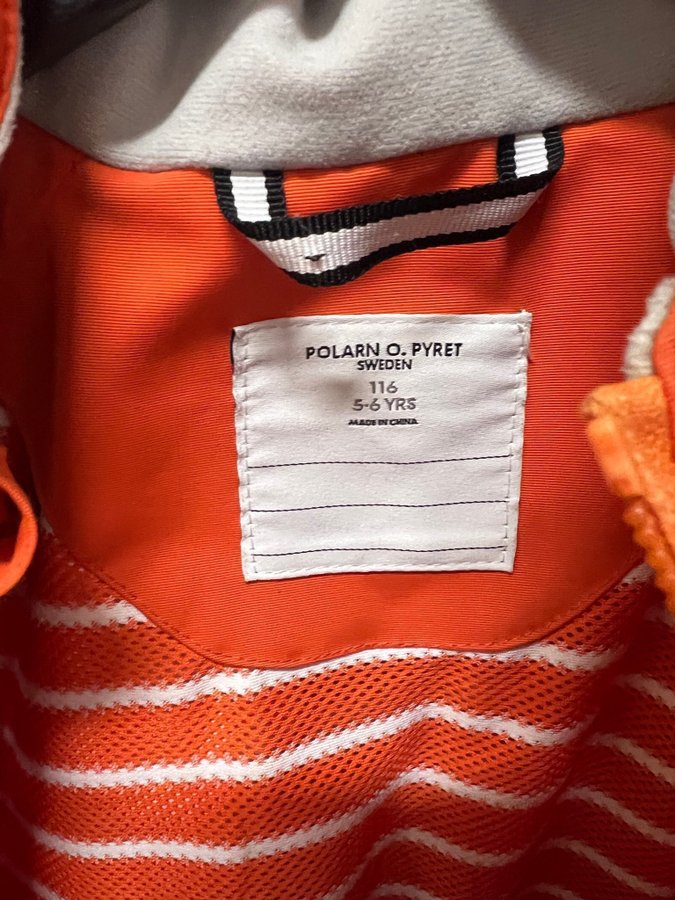 POLARN O. PYRET
SWEDEN
116
5-6 YRS
MADE IN CHINA